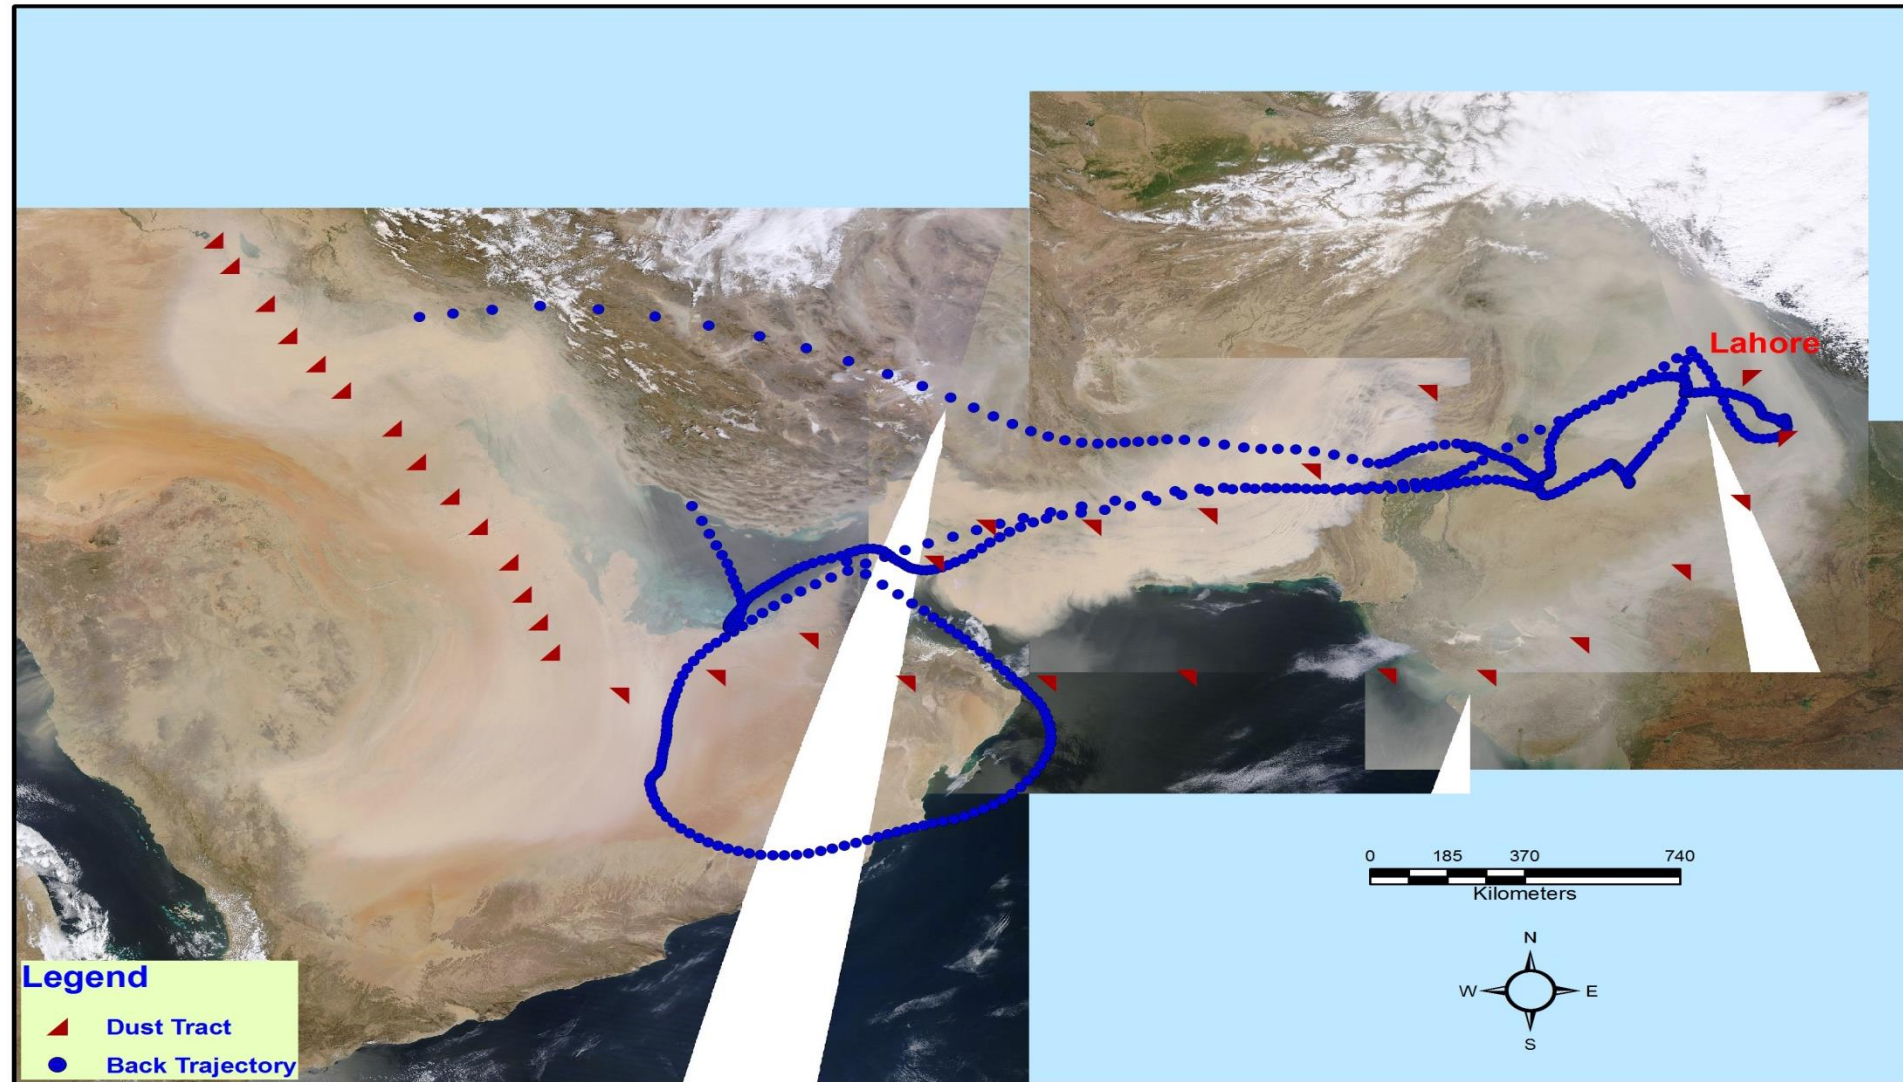 Lahore
0 185 370 740
Kilometers
N
W E
S
Legend
Dust Tract
Back Trajectory